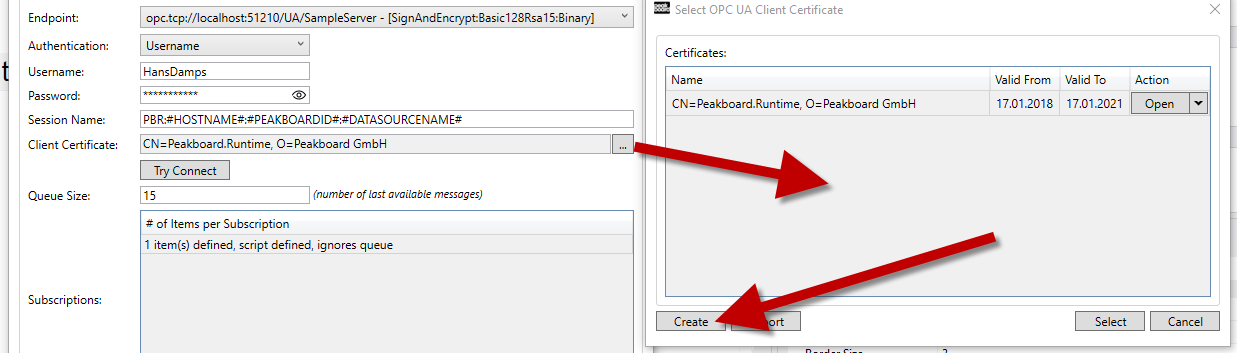 Endpoint: opc.tcp://localhost:51210/UA/SampleServer - [SignAndEncrypt:Basic128Rsa15:Binary]
Authentication: Username
Username: HansDamps
Password: ***********
Session Name: PBR:#HOSTNAME#:#PEAKBOARDID#:#DATASOURCENAME#
Client Certificate: CN=Peakboard.Runtime, O=Peakboard GmbH ...
Try Connect
Queue Size: 15 (number of last available messages)
# of Items per Subscription
1 item(s) defined, script defined, ignores queue
Subscriptions:
Select OPC UA Client Certificate
Certificates:
Name Valid From Valid To Action
CN=Peakboard.Runtime, O=Peakboard GmbH 17.01.2018 17.01.2021 Open
Create
Select Cancel